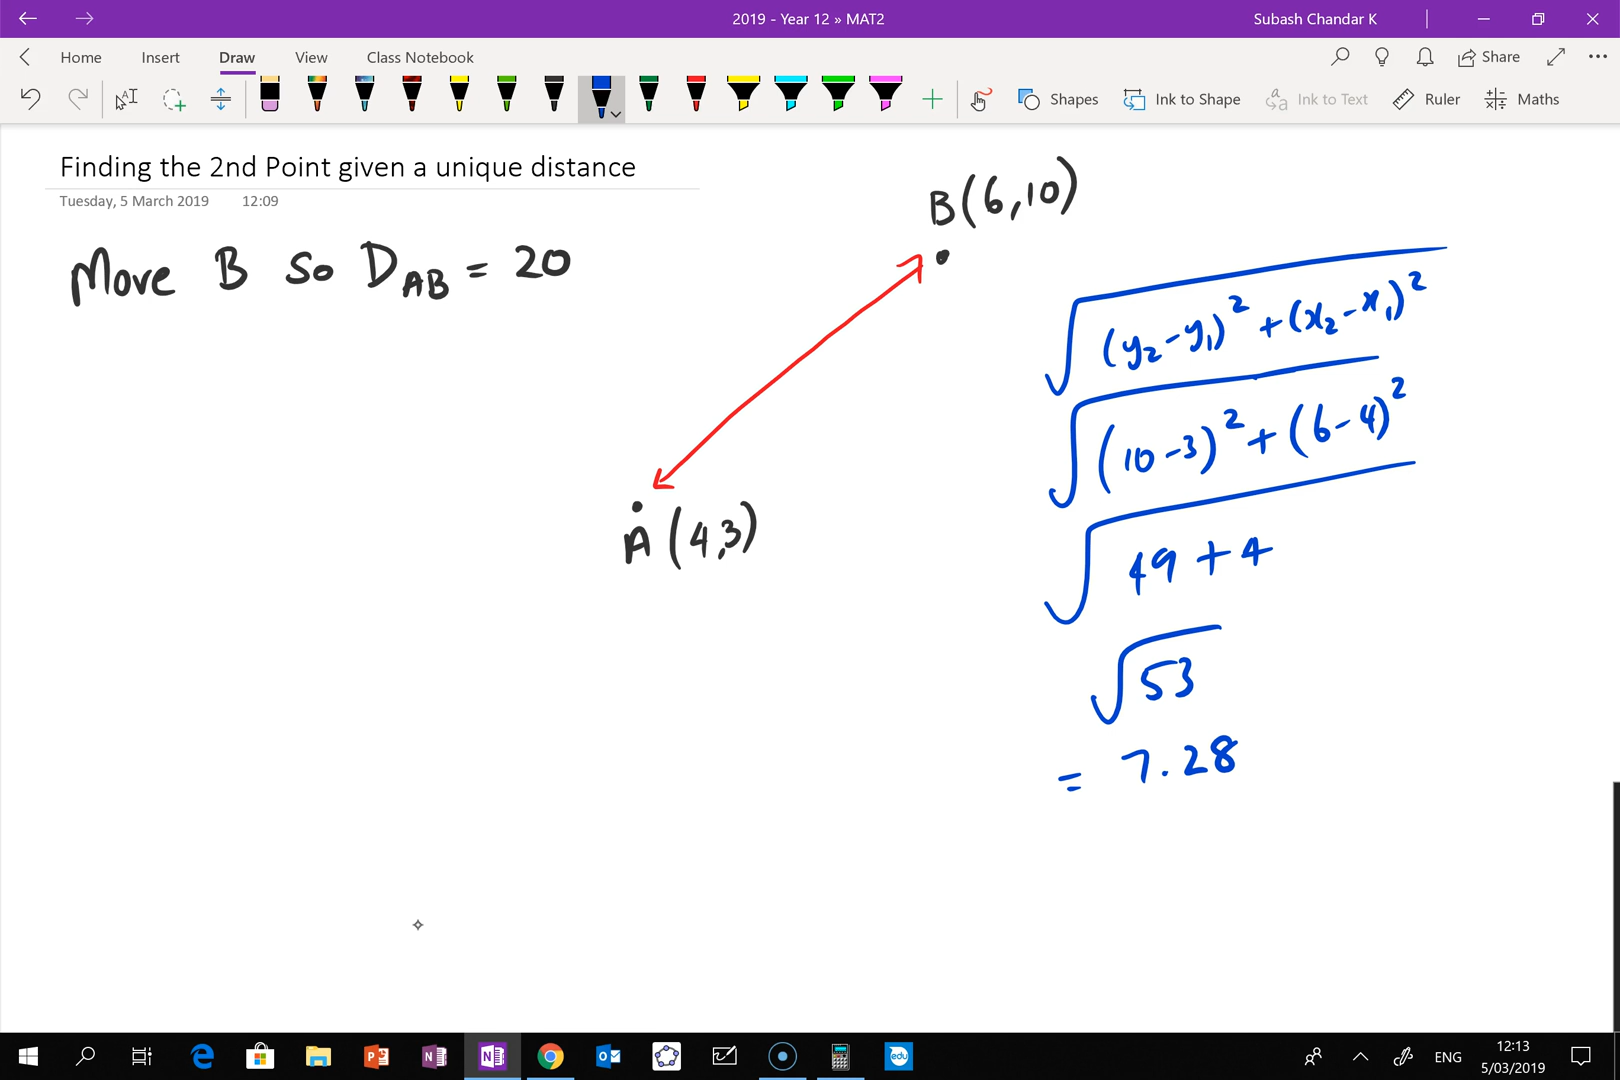 2019 - Year 12 » MAT2
Subash Chandar K
Home Insert Draw View Class Notebook
Share
Shapes Ink to Shape Ink to Text Ruler Maths
Finding the 2nd Point given a unique distance
Tuesday, 5 March 2019 12:09
Move B so D_AB = 20
B(6,10)
A(4,3)
√(y₂-y₁)² + (x₂-x₁)²
√(10-3)² + (6-4)²
√49+4
√53
= 7.28
ENG
12:13
5/03/2019
edu